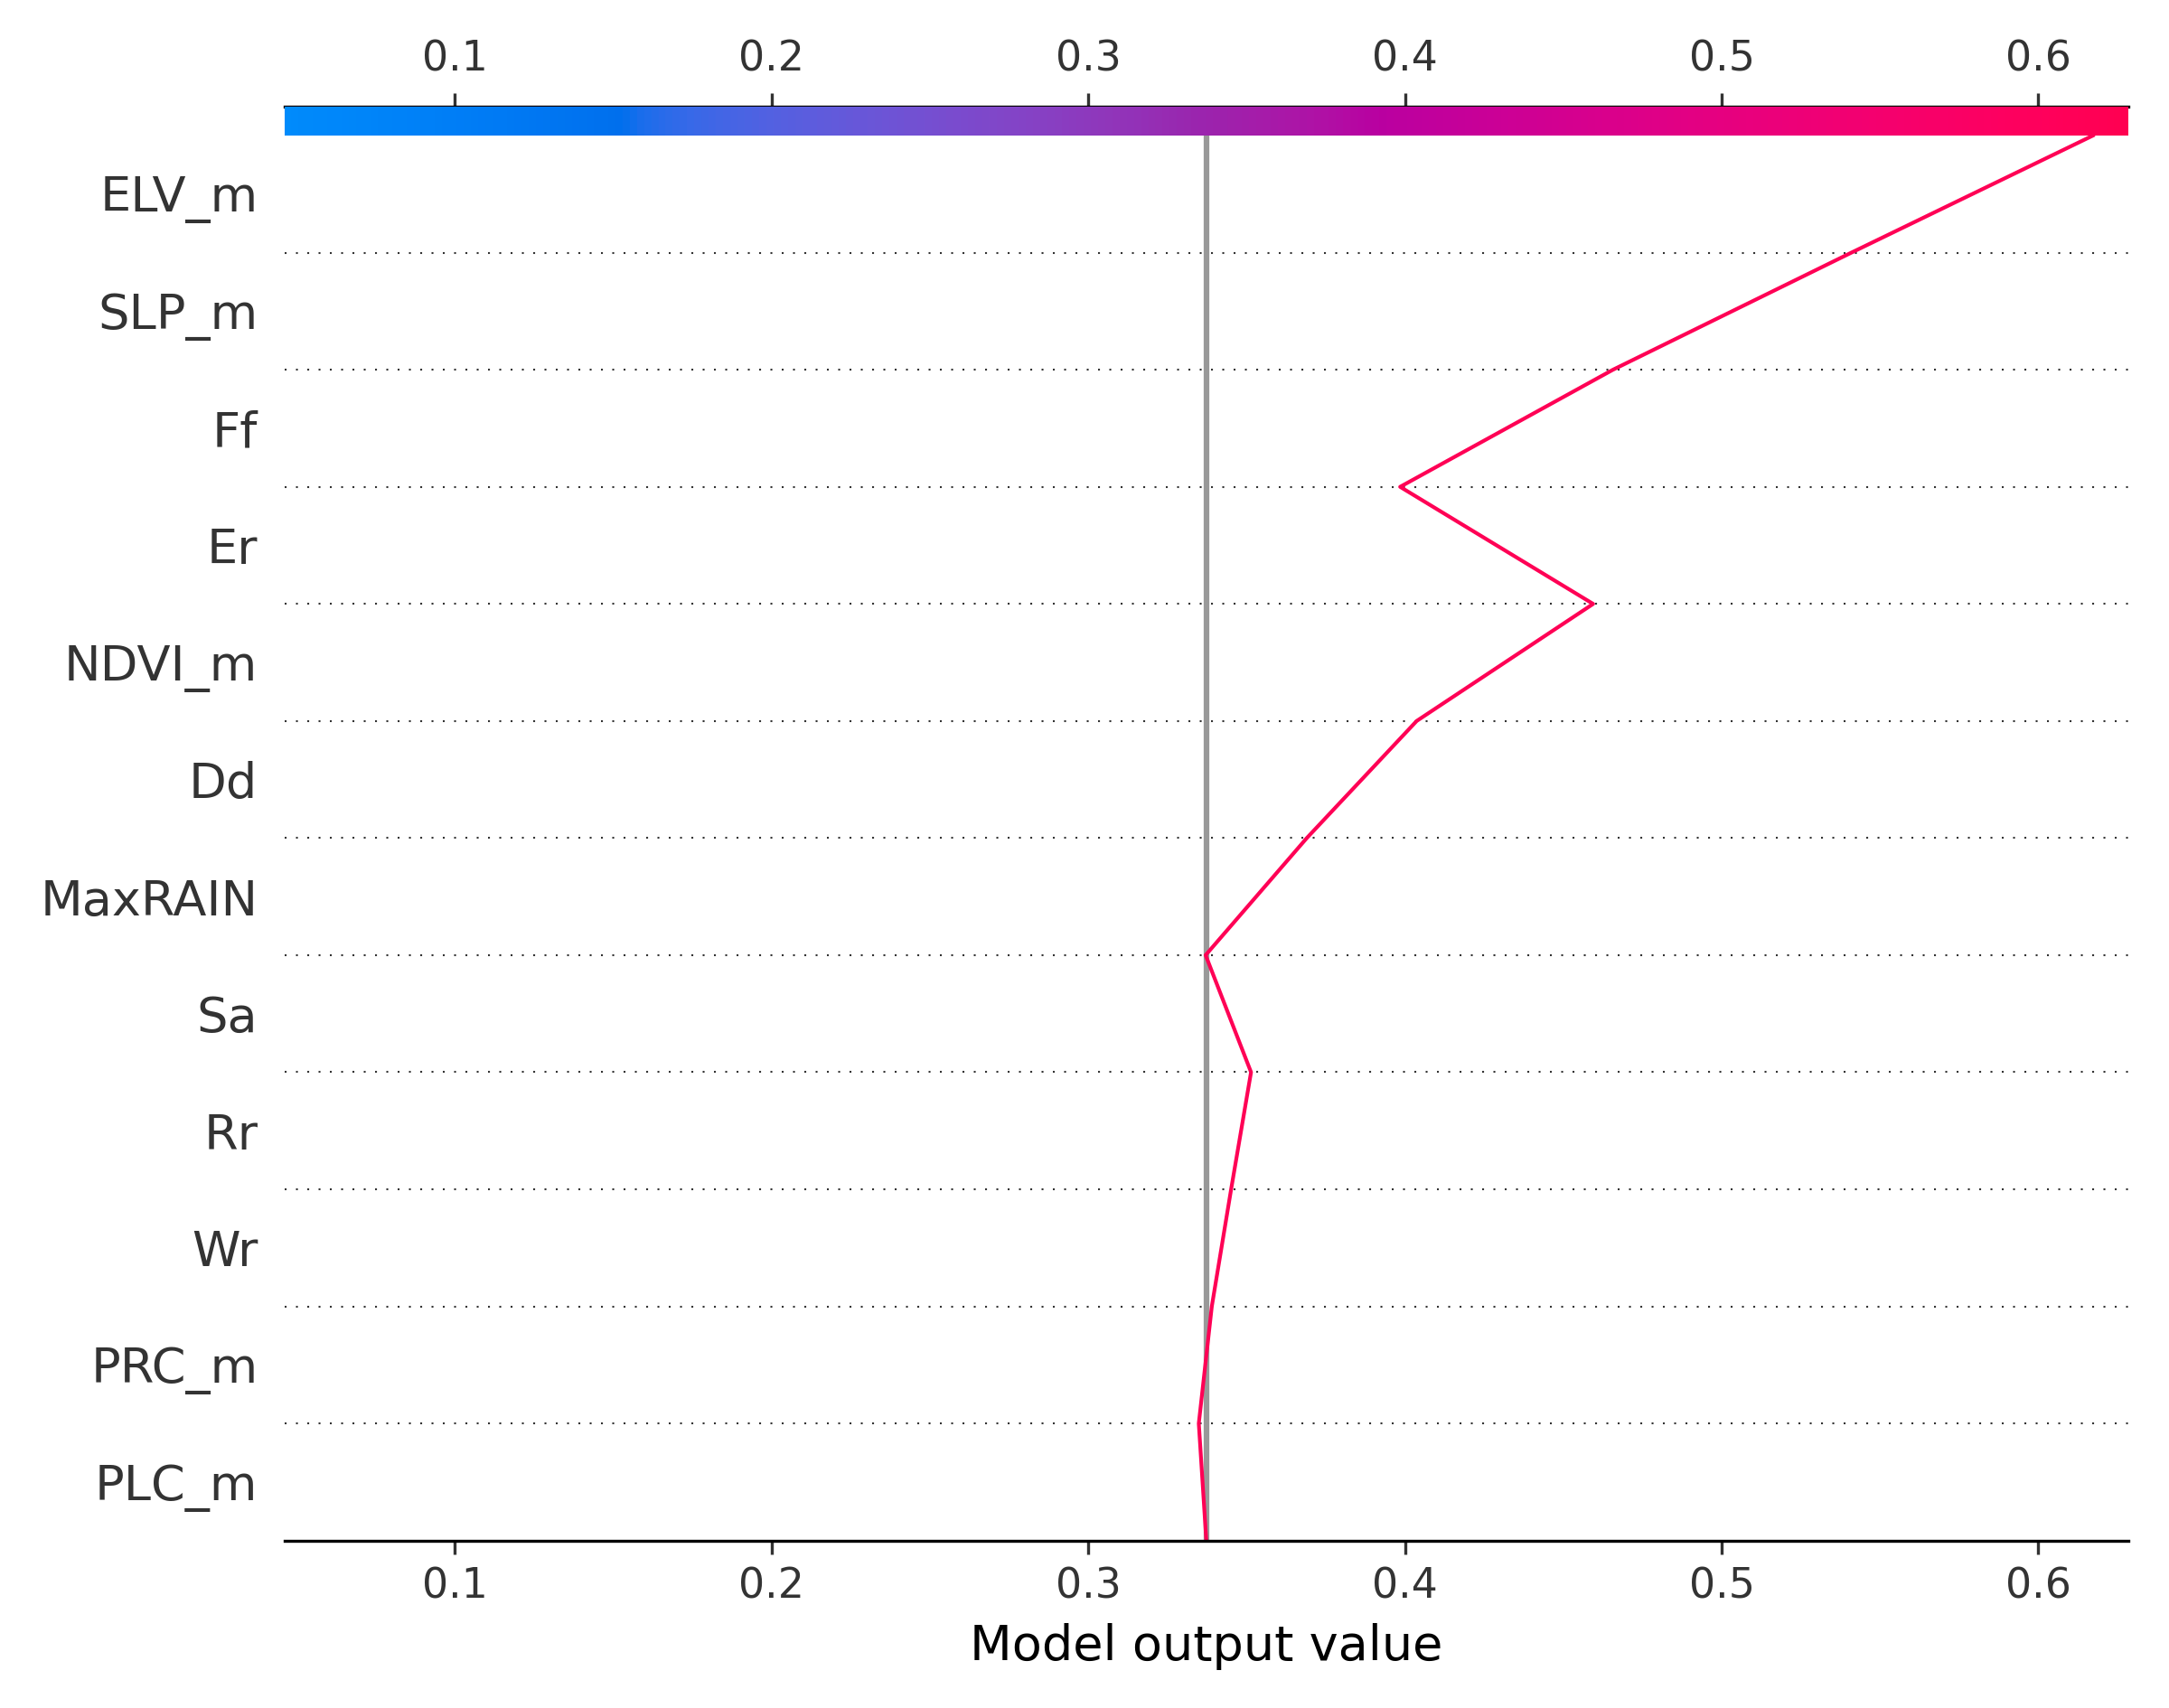 0.1 0.2 0.3 0.4 0.5 0.6
ELV_m
SLP_m
Ff
Er
NDVI_m
Dd
MaxRAIN
Sa
Rr
Wr
PRC_m
PLC_m
0.1 0.2 0.3 0.4 0.5 0.6
Model output value